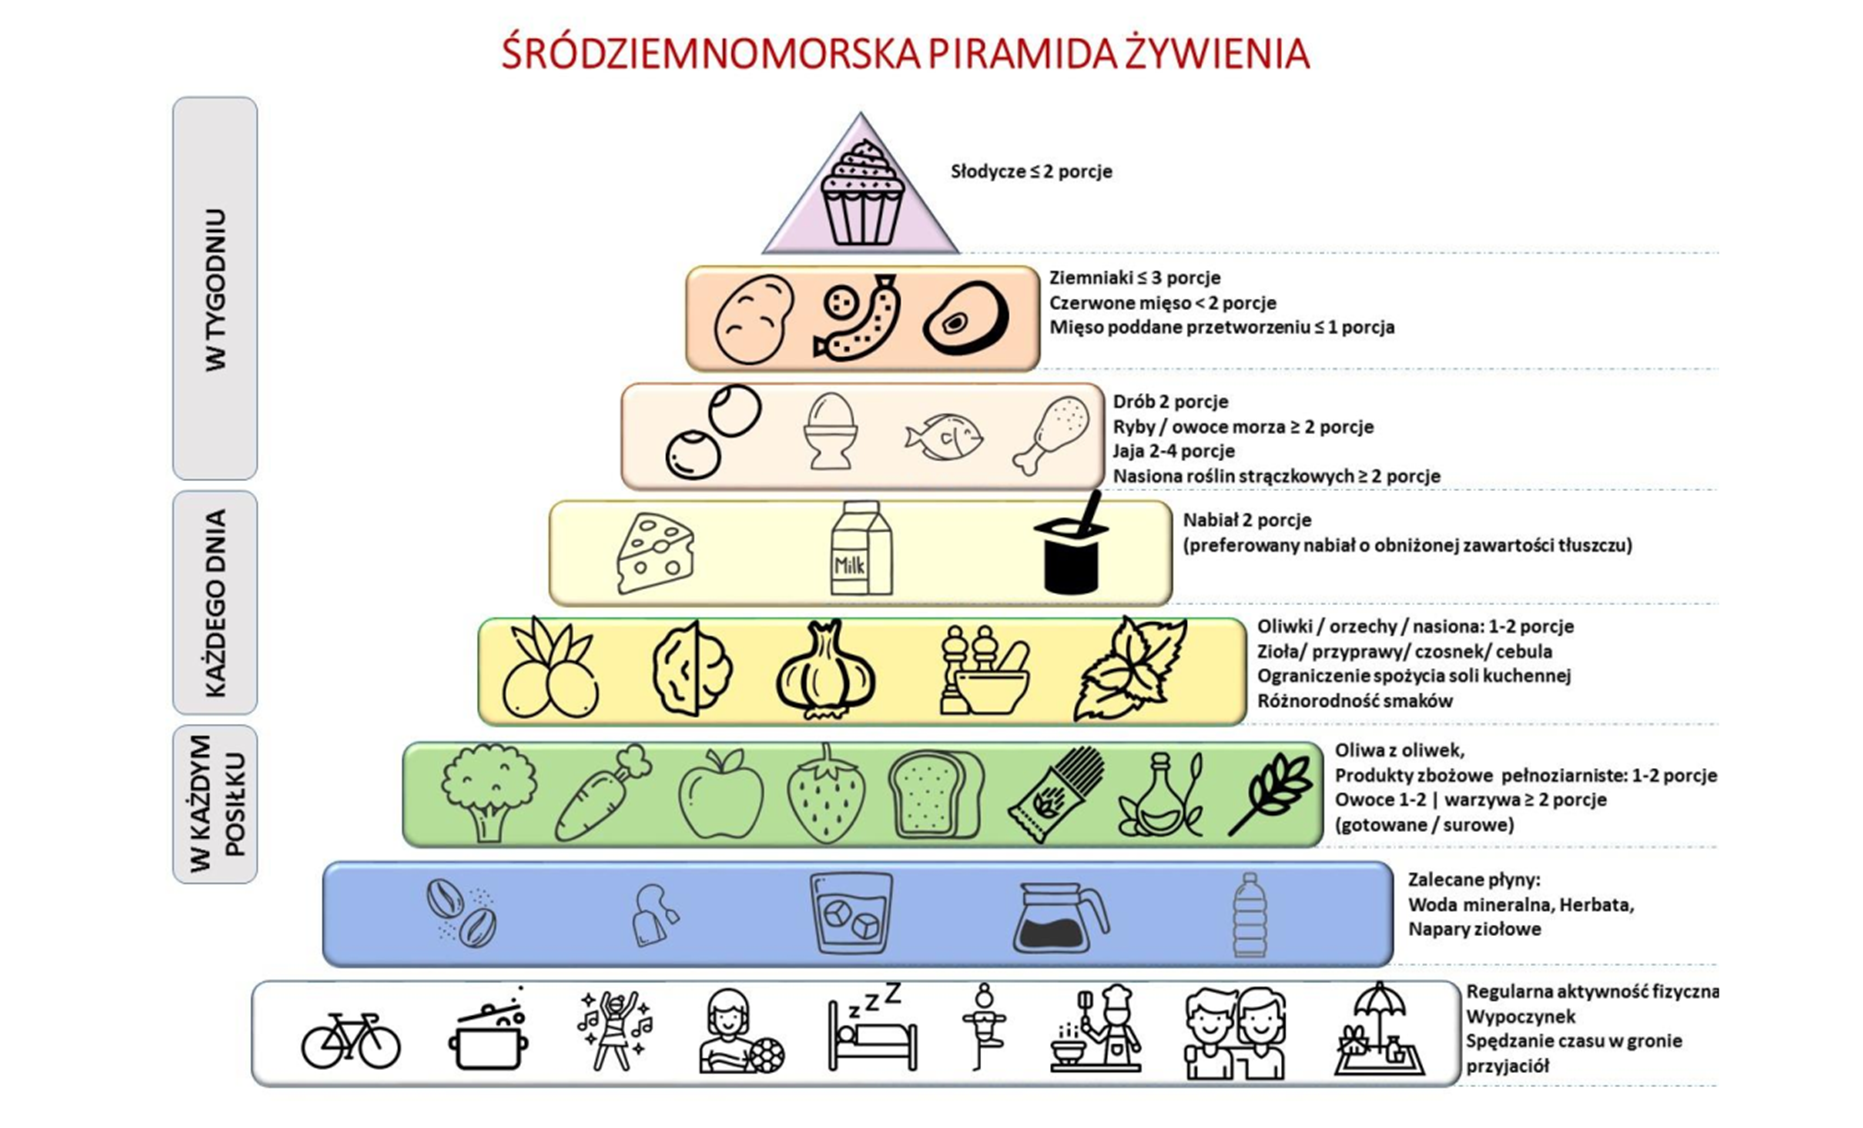 ŚRÓDZIEMNOMORSKA PIRAMIDA ŻYWIENIA
W TYGODNIU
Słodycze ≤ 2 porcje
Ziemniaki ≤ 3 porcje
Czerwone mięso < 2 porcje
Mięso poddane przetworzeniu ≤ 1 porcja
Drób 2 porcje
Ryby / owoce morza ≥ 2 porcje
Jaja 2-4 porcje
Nasiona roślin strączkowych ≥ 2 porcje
KAŻDEGO DNIA
Milk
Nabiał 2 porcje
(preferowany nabiał o obniżonej zawartości tłuszczu)
Oliwki / orzechy / nasiona: 1-2 porcje
Zioła/ przyprawy/ czosnek/ cebula
Ograniczenie spożycia soli kuchennej
Różnorodność smaków
W KAŻDYM
POSIŁKU
Oliwa z oliwek,
Produkty zbożowe pełnoziarniste: 1-2 porcje
Owoce 1-2 | warzywa ≥ 2 porcje
(gotowane / surowe)
Zalecane płyny:
Woda mineralna, Herbata,
Napary ziołowe
z z Z
Regularna aktywność fizyczna
Wypoczynek
Spędzanie czasu w gronie
przyjaciół